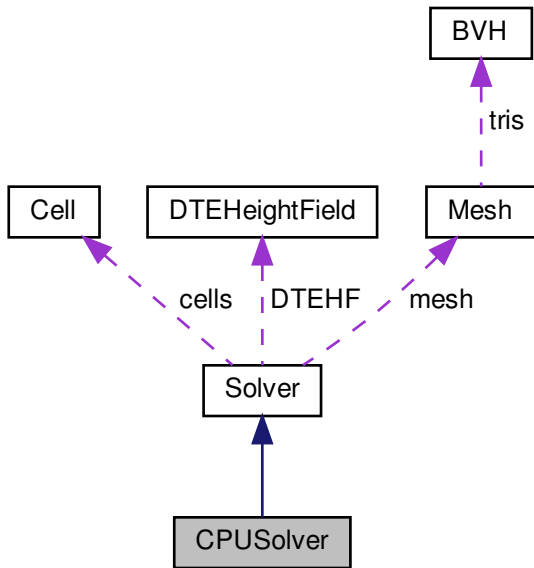 BVH
tris
Cell
DTEHeightField
Mesh
cells
DTEHF
mesh
Solver
CPUSolver